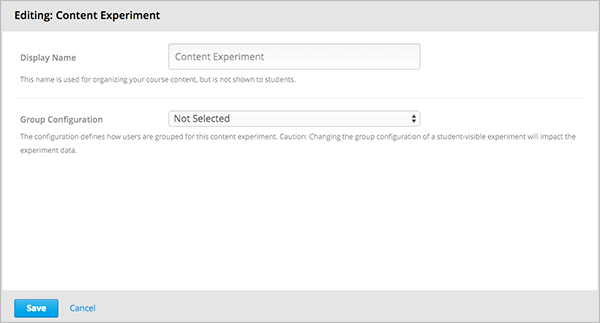 Editing: Content Experiment
Display Name
Content Experiment
This name is used for organizing your course content, but is not shown to students.
Group Configuration
Not Selected
The configuration defines how users are grouped for this content experiment. Caution: Changing the group configuration of a student-visible experiment will impact the
experiment data.
Save
Cancel